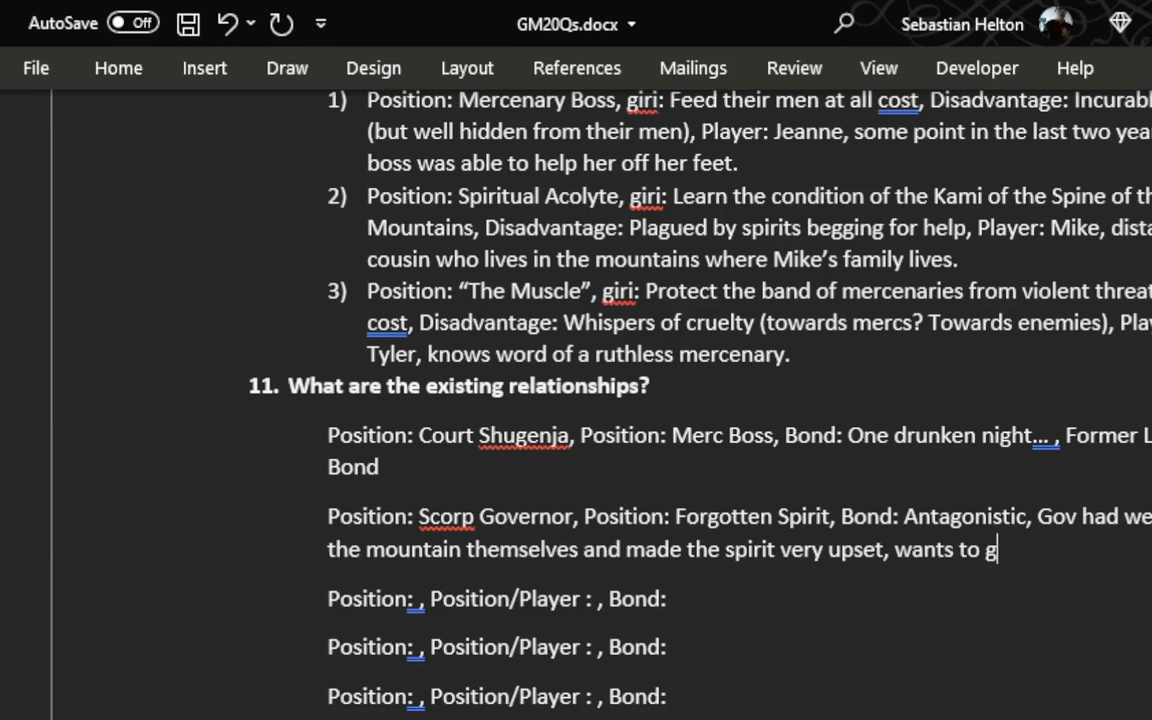 AutoSave Off GM20Qs.docx Sebastian Helton
File Home Insert Draw Design Layout References Mailings Review View Developer Help
1) Position: Mercenary Boss, giri: Feed their men at all cost, Disadvantage: Incurabl
(but well hidden from their men), Player: Jeanne, some point in the last two yea
boss was able to help her off her feet.
2) Position: Spiritual Acolyte, giri: Learn the condition of the Kami of the Spine of th
Mountains, Disadvantage: Plagued by spirits begging for help, Player: Mike, dista
cousin who lives in the mountains where Mike’s family lives.
3) Position: “The Muscle”, giri: Protect the band of mercenaries from violent threat
cost, Disadvantage: Whispers of cruelty (towards mercs? Towards enemies), Pla
Tyler, knows word of a ruthless mercenary.
11. What are the existing relationships?
Position: Court Shugenja, Position: Merc Boss, Bond: One drunken night... , Former L
Bond
Position: Scorp Governor, Position: Forgotten Spirit, Bond: Antagonistic, Gov had we
the mountain themselves and made the spirit very upset, wants to g
Position: , Position/Player : , Bond:
Position: , Position/Player : , Bond:
Position: , Position/Player : , Bond: